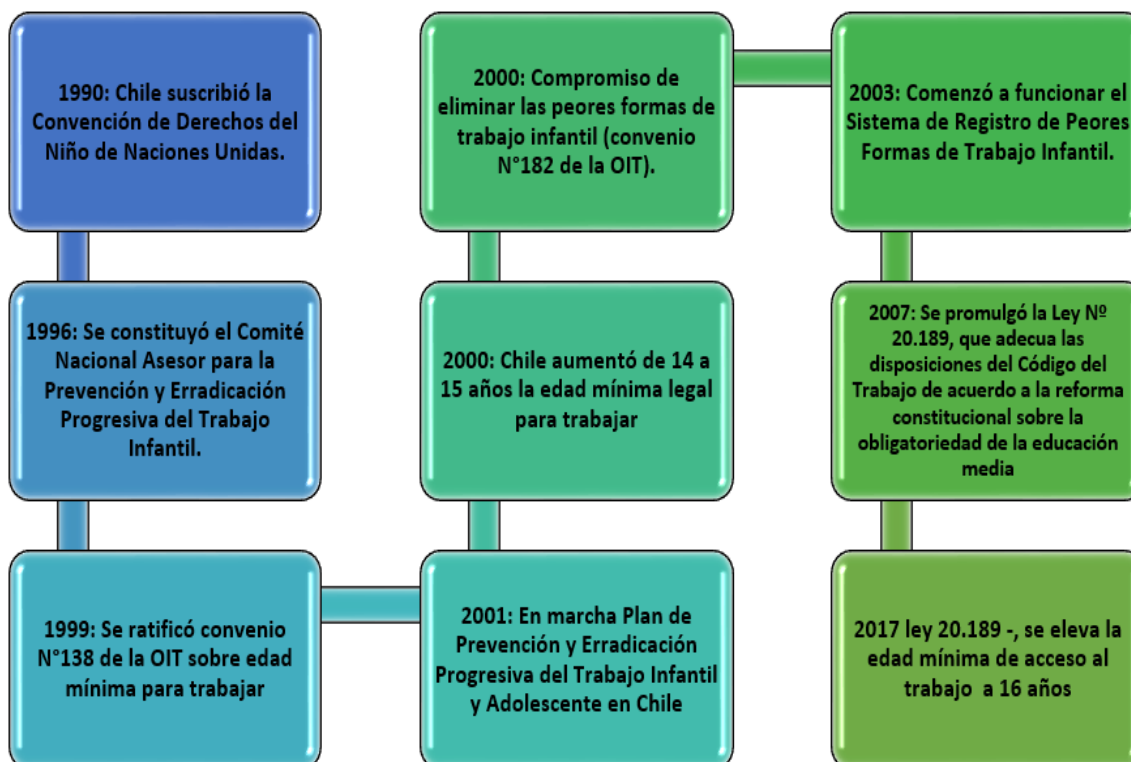 1990: Chile suscribió la
Convención de Derechos del
Niño de Naciones Unidas.
1996: Se constituyó el Comité
Nacional Asesor para la
Prevención y Erradicación
Progresiva del Trabajo
Infantil.
1999: Se ratificó convenio
N°138 de la OIT sobre edad
mínima para trabajar
2001: En marcha Plan de
Prevención y Erradicación
Progresiva del Trabajo Infantil
y Adolescente en Chile
2000: Chile aumentó de 14 a
15 años la edad mínima legal
para trabajar
2000: Compromiso de
eliminar las peores formas de
trabajo infantil (convenio
N°182 de la OIT).
2003: Comenzó a funcionar el
Sistema de Registro de Peores
Formas de Trabajo Infantil.
2007: Se promulgó la Ley Nº
20.189, que adecua las
disposiciones del Código del
Trabajo de acuerdo a la reforma
constitucional sobre la
obligatoriedad de la educación
media
2017 ley 20.189 -, se eleva la
edad mínima de acceso al
trabajo a 16 años